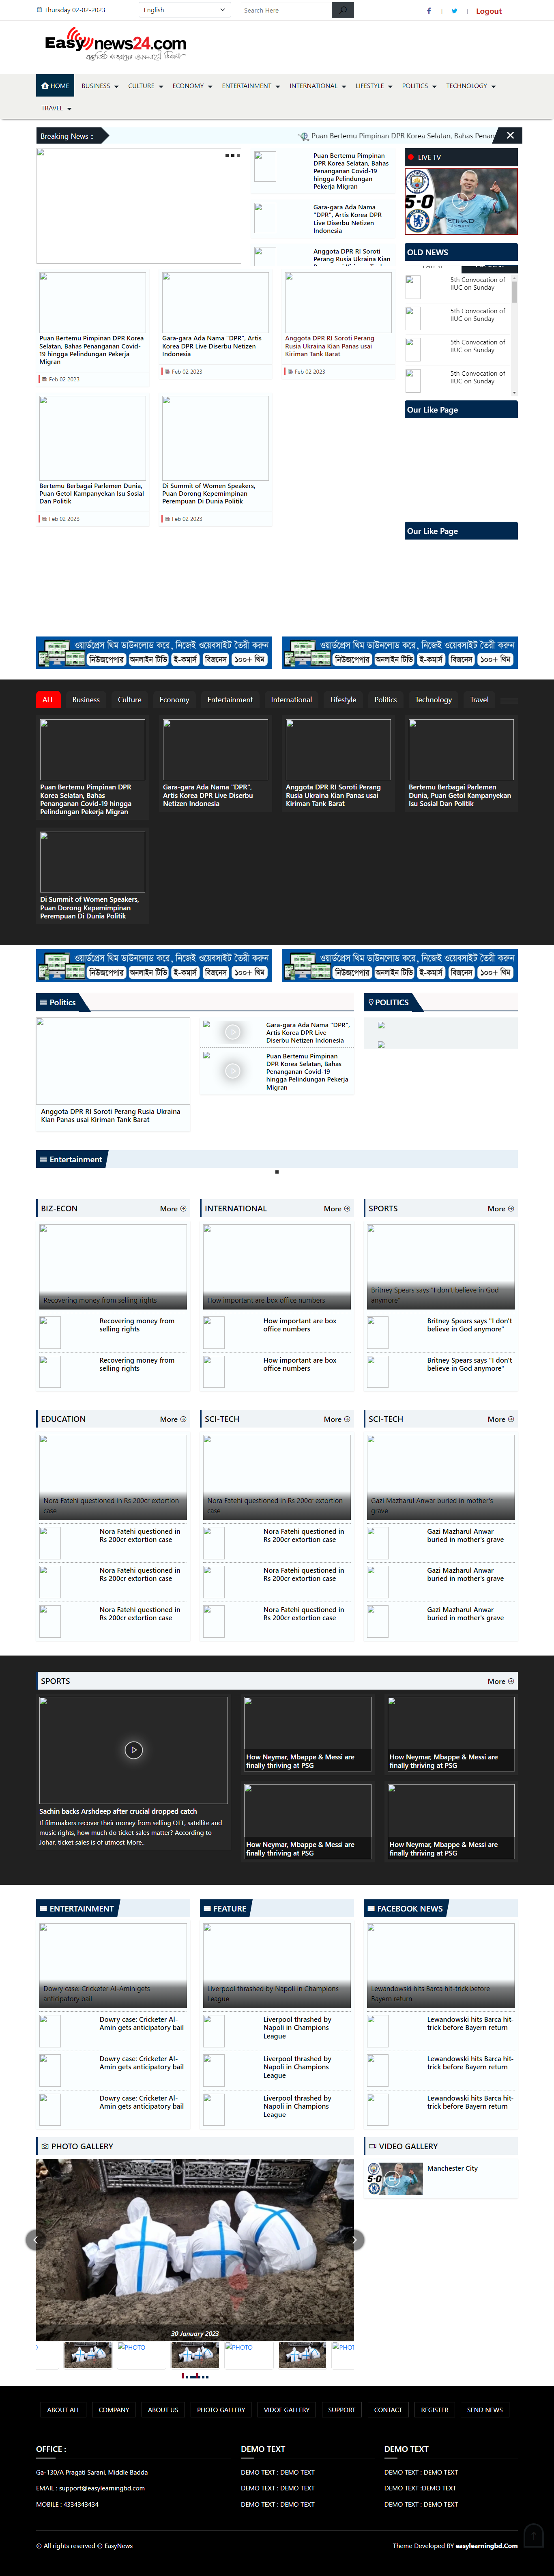 Thursday 02-02-2023
English
Search Here
Logout
Easynews24.com
HOME
BUSINESS
CULTURE
ECONOMY
ENTERTAINMENT
INTERNATIONAL
LIFESTYLE
POLITICS
TECHNOLOGY
TRAVEL
Breaking News ::
Puan Bertemu Pimpinan DPR Korea Selatan, Bahas Penan
Puan Bertemu Pimpinan
DPR Korea Selatan, Bahas
Penanganan Covid-19
hingga Pelindungan
Pekerja Migran
Gara-gara Ada Nama
"DPR", Artis Korea DPR
Live Diserbu Netizen
Indonesia
Anggota DPR RI Soroti
Perang Rusia Ukraina Kian
LIVE TV
OLD NEWS
LATEST
5th Convocation of
IIUC on Sunday
5th Convocation of
IIUC on Sunday
5th Convocation of
IIUC on Sunday
5th Convocation of
IIUC on Sunday
Puan Bertemu Pimpinan DPR Korea
Selatan, Bahas Penanganan Covid-
19 hingga Pelindungan Pekerja
Migran
Feb 02 2023
Gara-gara Ada Nama "DPR", Artis
Korea DPR Live Diserbu Netizen
Indonesia
Feb 02 2023
Anggota DPR RI Soroti Perang
Rusia Ukraina Kian Panas usai
Kiriman Tank Barat
Feb 02 2023
Our Like Page
Bertemu Berbagai Parlemen Dunia,
Puan Getol Kampanyekan Isu Sosial
Dan Politik
Feb 02 2023
Di Summit of Women Speakers,
Puan Dorong Kepemimpinan
Perempuan Di Dunia Politik
Feb 02 2023
Our Like Page
ওয়ার্ডপ্রেস থিম ডাউনলোড করে, নিজেই ওয়েবসাইট তৈরী করুন
নিউজপেপার অনলাইন টিভি ই-কমার্স বিজনেস ১০০+ থিম
ওয়ার্ডপ্রেস থিম ডাউনলোড করে, নিজেই ওয়েবসাইট তৈরী করুন
নিউজপেপার অনলাইন টিভি ই-কমার্স বিজনেস ১০০+ থিম
ALL
Business
Culture
Economy
Entertainment
International
Lifestyle
Politics
Technology
Travel
Puan Bertemu Pimpinan DPR
Korea Selatan, Bahas
Penanganan Covid-19 hingga
Pelindungan Pekerja Migran
Gara-gara Ada Nama "DPR",
Artis Korea DPR Live Diserbu
Netizen Indonesia
Anggota DPR RI Soroti Perang
Rusia Ukraina Kian Panas usai
Kiriman Tank Barat
Bertemu Berbagai Parlemen
Dunia, Puan Getol Kampanyekan
Isu Sosial Dan Politik
Di Summit of Women Speakers,
Puan Dorong Kepemimpinan
Perempuan Di Dunia Politik
ওয়ার্ডপ্রেস থিম ডাউনলোড করে, নিজেই ওয়েবসাইট তৈরী করুন
নিউজপেপার অনলাইন টিভি ই-কমার্স বিজনেস ১০০+ থিম
ওয়ার্ডপ্রেস থিম ডাউনলোড করে, নিজেই ওয়েবসাইট তৈরী করুন
নিউজপেপার অনলাইন টিভি ই-কমার্স বিজনেস ১০০+ থিম
Politics
Anggota DPR RI Soroti Perang Rusia Ukraina
Kian Panas usai Kiriman Tank Barat
Gara-gara Ada Nama "DPR",
Artis Korea DPR Live
Diserbu Netizen Indonesia
Puan Bertemu Pimpinan
DPR Korea Selatan, Bahas
Penanganan Covid-19
hingga Pelindungan Pekerja
Migran
POLITICS
Entertainment
BIZ-ECON
More
Recovering money from selling rights
Recovering money from
selling rights
Recovering money from
selling rights
INTERNATIONAL
More
How important are box office numbers
How important are box
office numbers
How important are box
office numbers
SPORTS
More
Britney Spears says "I don't believe in God
anymore"
Britney Spears says "I don't
believe in God anymore"
Britney Spears says "I don't
believe in God anymore"
EDUCATION
More
Nora Fatehi questioned in Rs 200cr extortion
case
Nora Fatehi questioned in
Rs 200cr extortion case
Nora Fatehi questioned in
Rs 200cr extortion case
Nora Fatehi questioned in
Rs 200cr extortion case
SCI-TECH
More
Nora Fatehi questioned in Rs 200cr extortion
case
Nora Fatehi questioned in
Rs 200cr extortion case
Nora Fatehi questioned in
Rs 200cr extortion case
Nora Fatehi questioned in
Rs 200cr extortion case
SCI-TECH
More
Gazi Mazharul Anwar buried in mother's
grave
Gazi Mazharul Anwar
buried in mother's grave
Gazi Mazharul Anwar
buried in mother's grave
Gazi Mazharul Anwar
buried in mother's grave
SPORTS
More
Sachin backs Arshdeep after crucial dropped catch
If filmmakers recover their money from selling OTT, satellite and
music rights, how much do ticket sales matter? According to
Johar, ticket sales is of utmost More..
How Neymar, Mbappe & Messi are
finally thriving at PSG
How Neymar, Mbappe & Messi are
finally thriving at PSG
How Neymar, Mbappe & Messi are
finally thriving at PSG
How Neymar, Mbappe & Messi are
finally thriving at PSG
ENTERTAINMENT
Dowry case: Cricketer Al-Amin gets
anticipatory bail
Dowry case: Cricketer Al-
Amin gets anticipatory bail
Dowry case: Cricketer Al-
Amin gets anticipatory bail
Dowry case: Cricketer Al-
Amin gets anticipatory bail
FEATURE
Liverpool thrashed by Napoli in Champions
League
Liverpool thrashed by
Napoli in Champions
League
Liverpool thrashed by
Napoli in Champions
League
Liverpool thrashed by
Napoli in Champions
League
FACEBOOK NEWS
Lewandowski hits Barca hit-trick before
Bayern return
Lewandowski hits Barca hit-
trick before Bayern return
Lewandowski hits Barca hit-
trick before Bayern return
Lewandowski hits Barca hit-
trick before Bayern return
PHOTO GALLERY
30 January 2023
PHOTO
PHOTO
PHOT
VIDEO GALLERY
5-0
Manchester City
ABOUT ALL
COMPANY
ABOUT US
PHOTO GALLERY
VIDOE GALLERY
SUPPORT
CONTACT
REGISTER
SEND NEWS
OFFICE :
Ga-130/A Pragati Sarani, Middle Badda
EMAIL : support@easylearningbd.com
MOBILE : 4334343434
DEMO TEXT
DEMO TEXT : DEMO TEXT
DEMO TEXT : DEMO TEXT
DEMO TEXT : DEMO TEXT
DEMO TEXT
DEMO TEXT : DEMO TEXT
DEMO TEXT :DEMO TEXT
DEMO TEXT : DEMO TEXT
© All rights reserved © EasyNews
Theme Developed BY easylearningbd.Com